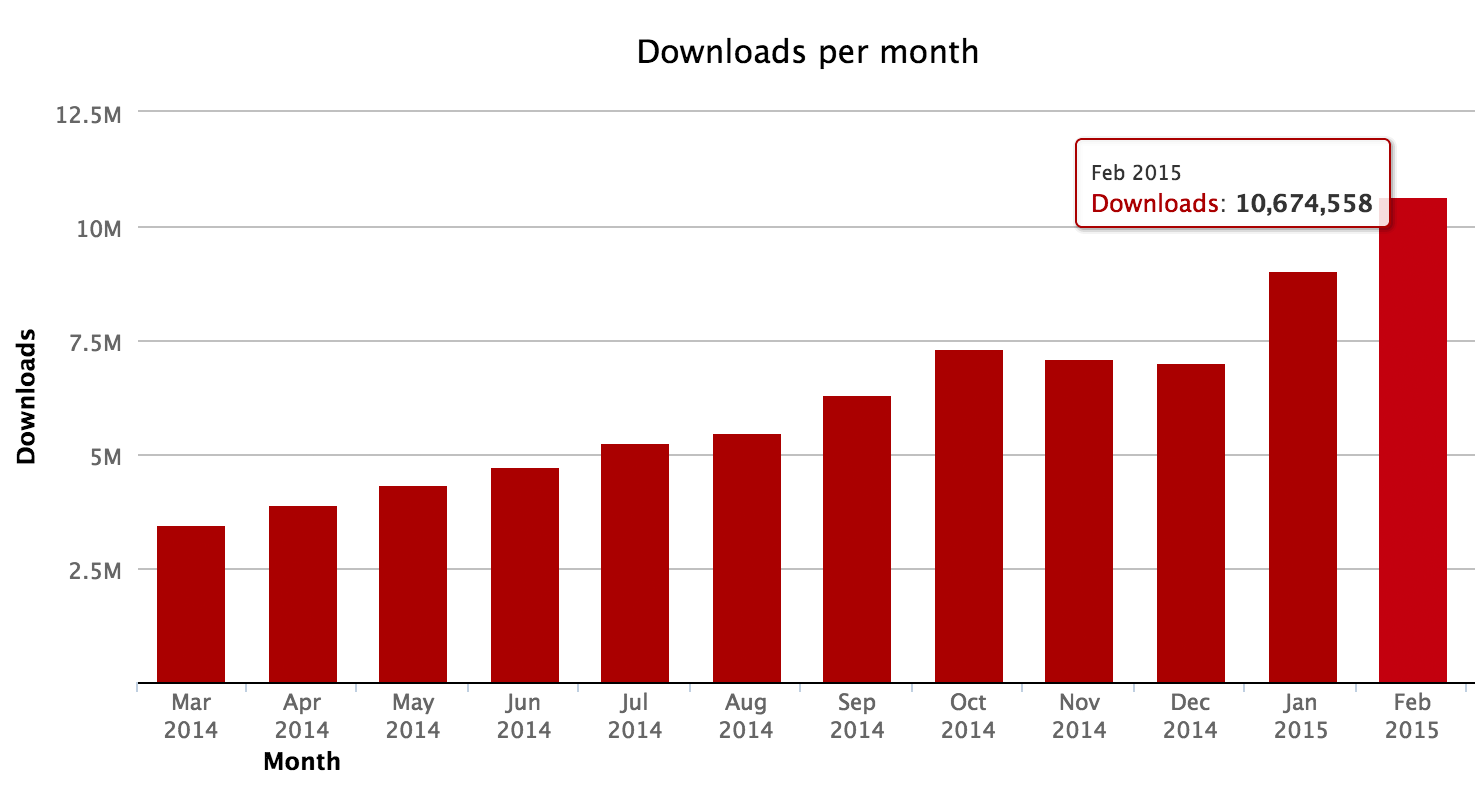 Downloads per month
12.5M
10M
7.5M
5M
2.5M
Downloads
Feb 2015
Downloads: 10,674,558
Mar 2014
Apr 2014
May 2014
Jun 2014
Jul 2014
Aug 2014
Sep 2014
Oct 2014
Nov 2014
Dec 2014
Jan 2015
Feb 2015
Month